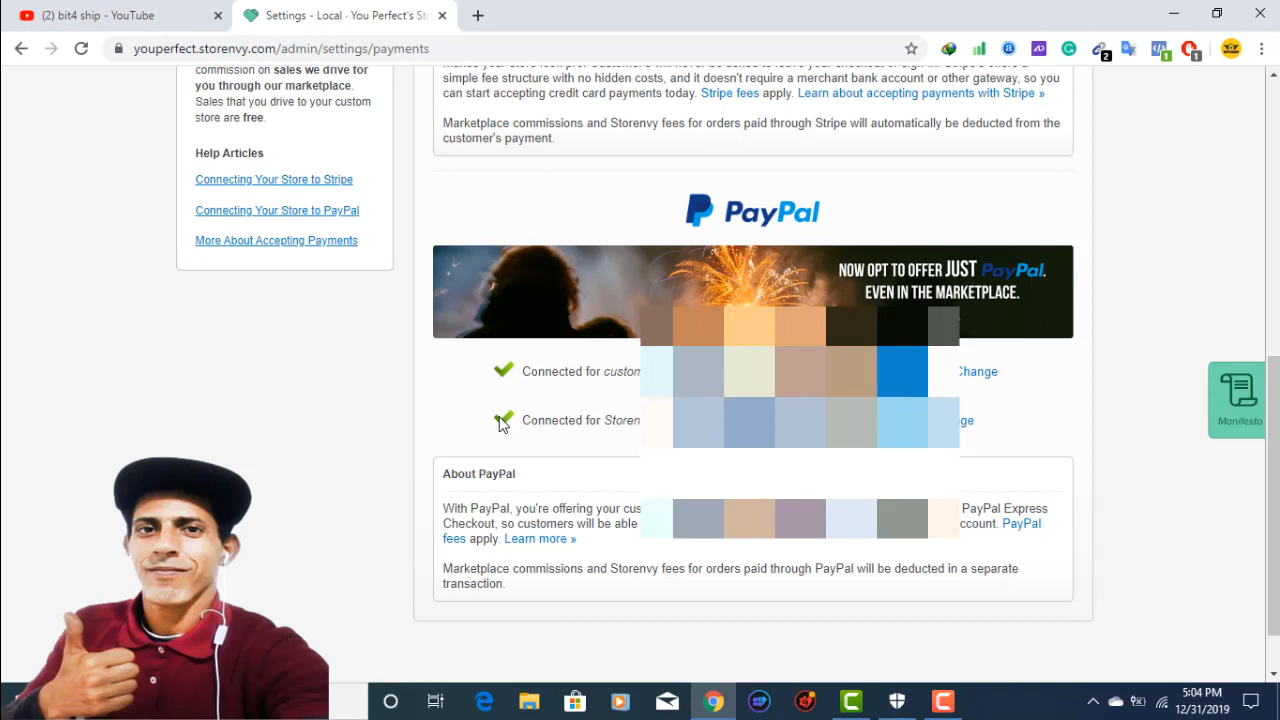 (2) bit4 ship - YouTube
Settings - Local · You Perfect's Sto
youperfect.storenvy.com/admin/settings/payments
2
1
1
commission on sales we drive for
you through our marketplace.
Sales that you drive to your custom
store are free.
Help Articles
Connecting Your Store to Stripe
Connecting Your Store to PayPal
More About Accepting Payments
simple fee structure with no hidden costs, and it doesn't require a merchant bank account or other gateway, so you
can start accepting credit card payments today. Stripe fees apply. Learn about accepting payments with Stripe »
Marketplace commissions and Storenvy fees for orders paid through Stripe will automatically be deducted from the
customer's payment.
PayPal
NOW OPT TO OFFER JUST PayPal.
EVEN IN THE MARKETPLACE.
Connected for custom Change
Connected for Storen ge
About PayPal
With PayPal, you're offering your cus PayPal Express
Checkout, so customers will be able ccount. PayPal
fees apply. Learn more »
Marketplace commissions and Storenvy fees for orders paid through PayPal will be deducted in a separate
transaction.
Manifesto
5:04 PM
12/31/2019